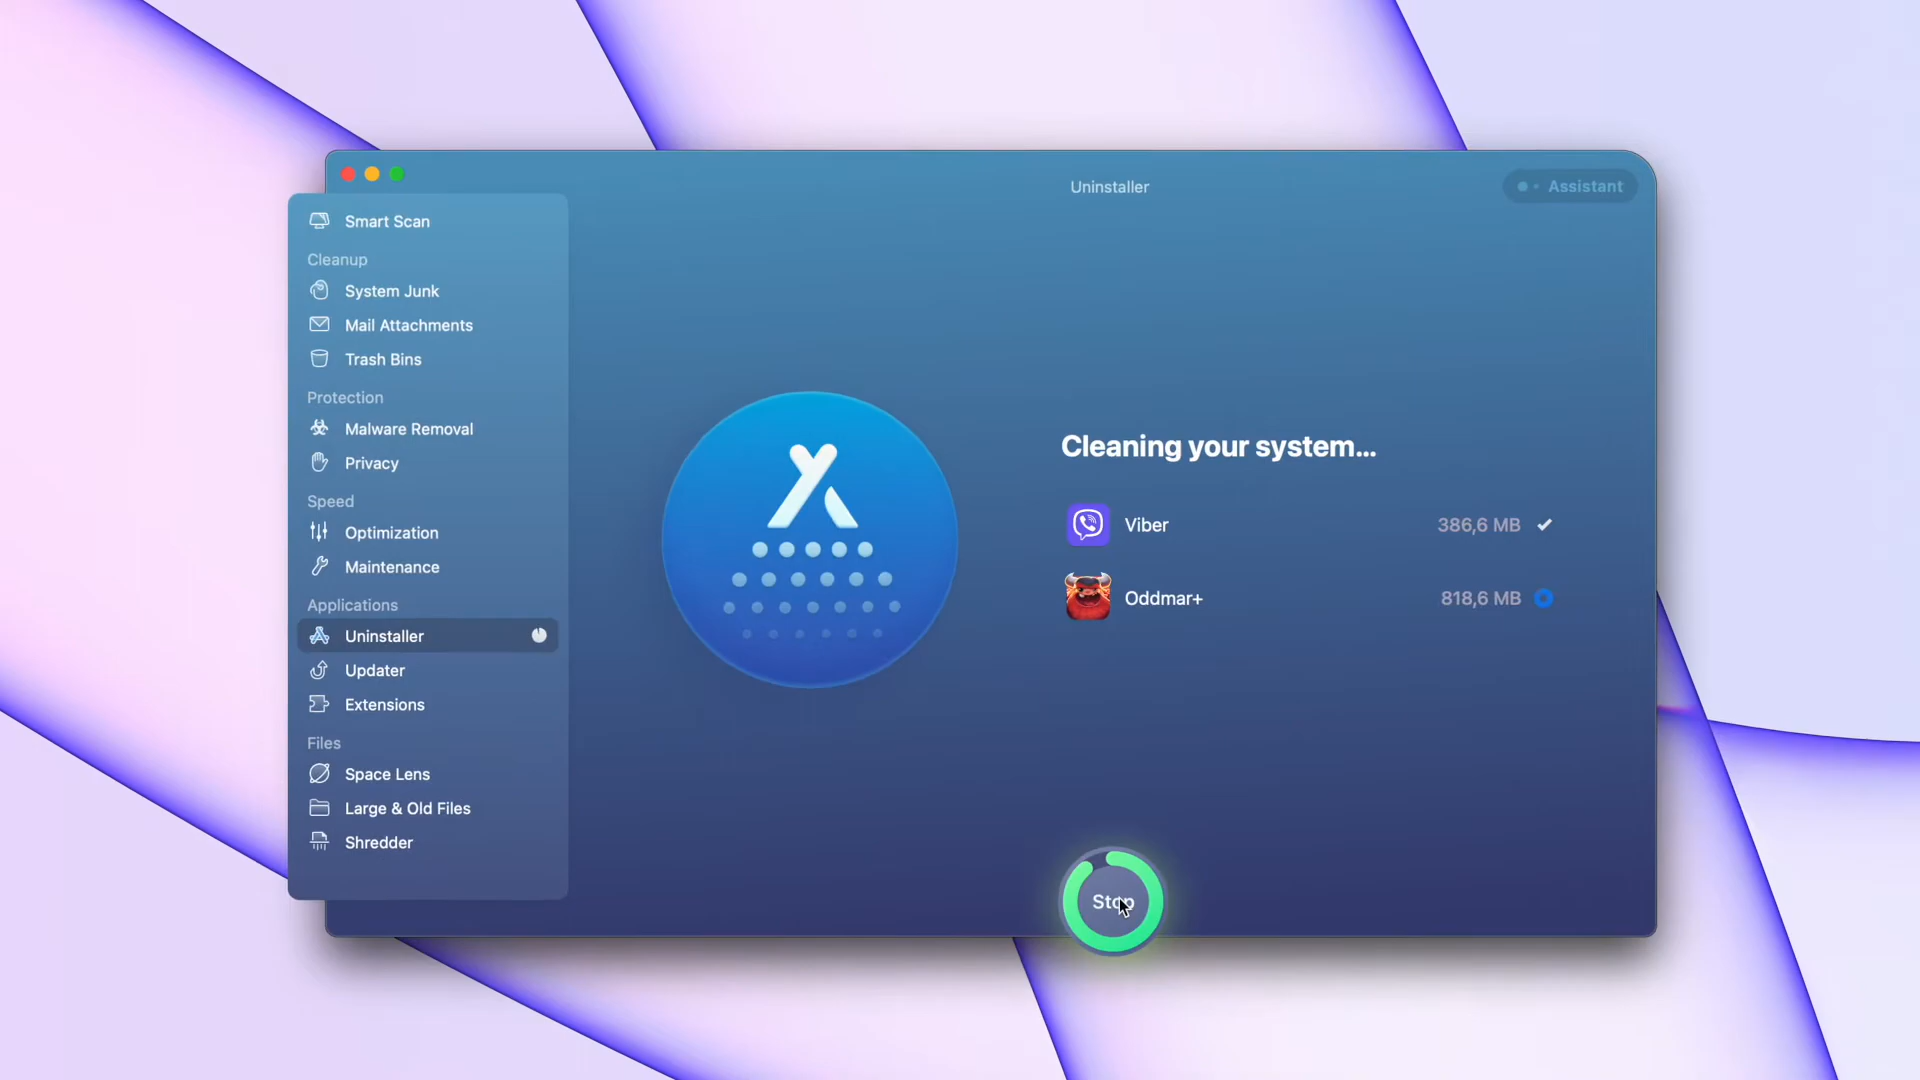 Uninstaller
Assistant
Smart Scan
Cleanup
System Junk
Mail Attachments
Trash Bins
Protection
Malware Removal
Privacy
Speed
Optimization
Maintenance
Applications
Uninstaller
Updater
Extensions
Files
Space Lens
Large & Old Files
Shredder
Cleaning your system...
Viber 386,6 MB
Oddmar+ 818,6 MB
Stop